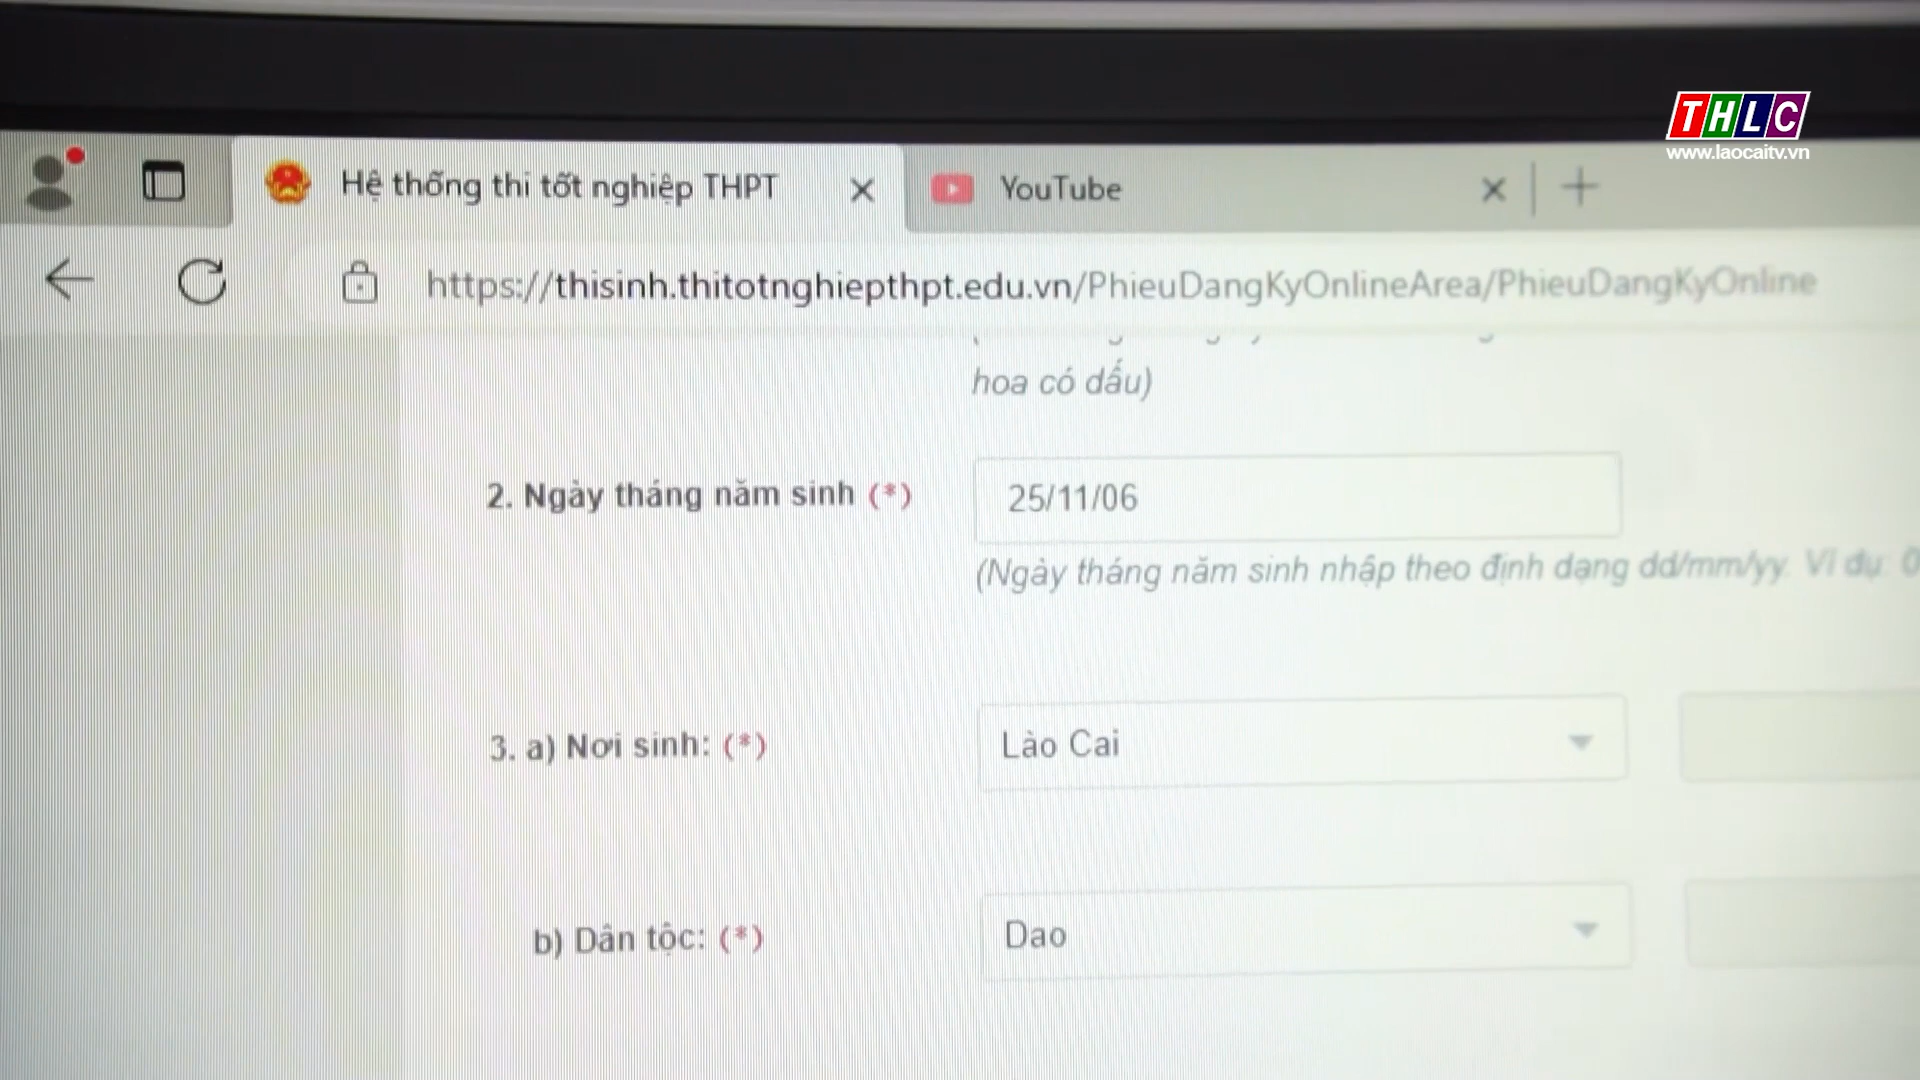 THLC
www.laocaitv.vn
Hệ thống thi tốt nghiệp THPT
YouTube
https://thisinh.thitotnghiepthpt.edu.vn/PhieuDangKyOnlineArea/PhieuDangKyOnline
hoa có dấu)
2. Ngày tháng năm sinh (*)
25/11/06
(Ngày tháng năm sinh nhập theo định dạng dd/mm/yy. Ví dụ: 0
3. a) Nơi sinh: (*)
Lào Cai
b) Dân tộc: (*)
Dao